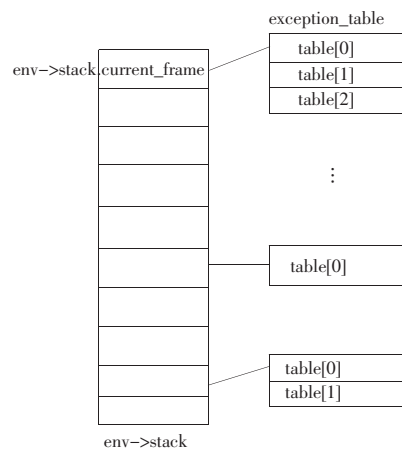 exception_table
table[0]
env->stack.current_frame
table[1]
table[2]
⋮
table[0]
table[0]
table[1]
env->stack